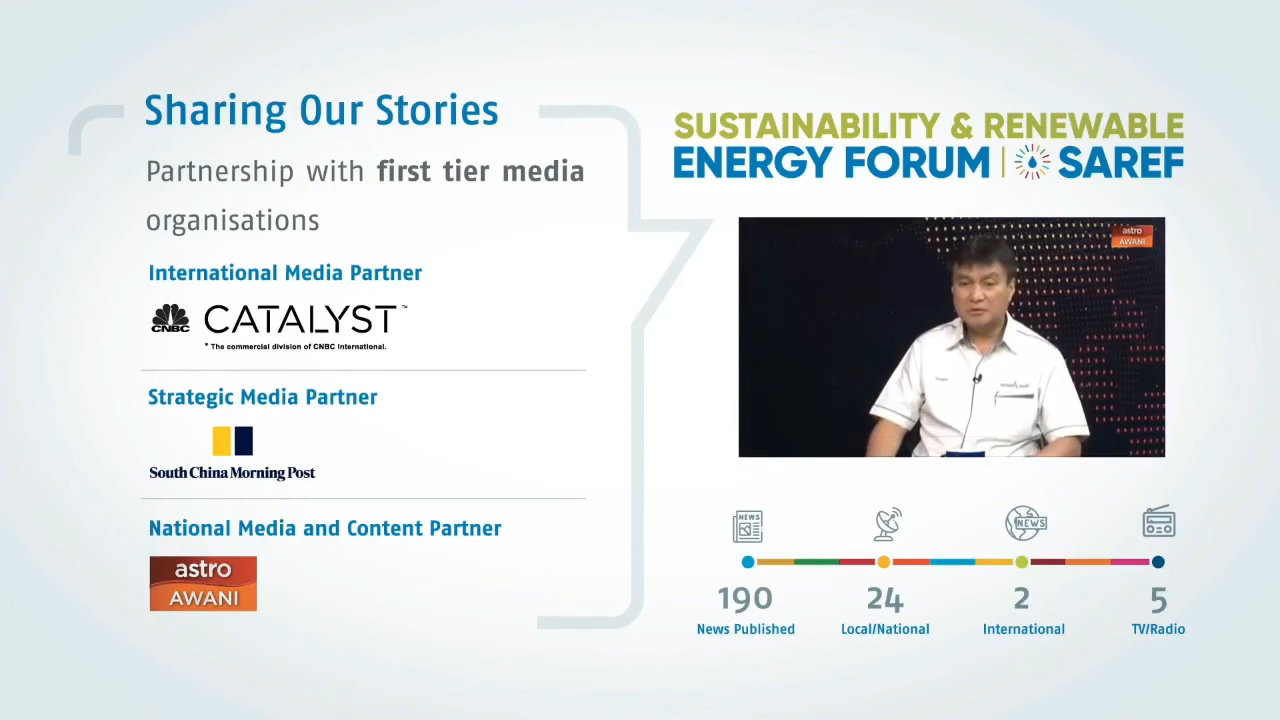 Sharing Our Stories
Partnership with first tier media
organisations
International Media Partner
CNBC CATALYST™
* The commercial division of CNBC International.
Strategic Media Partner
South China Morning Post
National Media and Content Partner
astro
AWANI
SUSTAINABILITY & RENEWABLE
ENERGY FORUM | SAREF
astro
AWANI
NEWS
NEWS
190
24
2
5
News Published
Local/National
International
TV/Radio